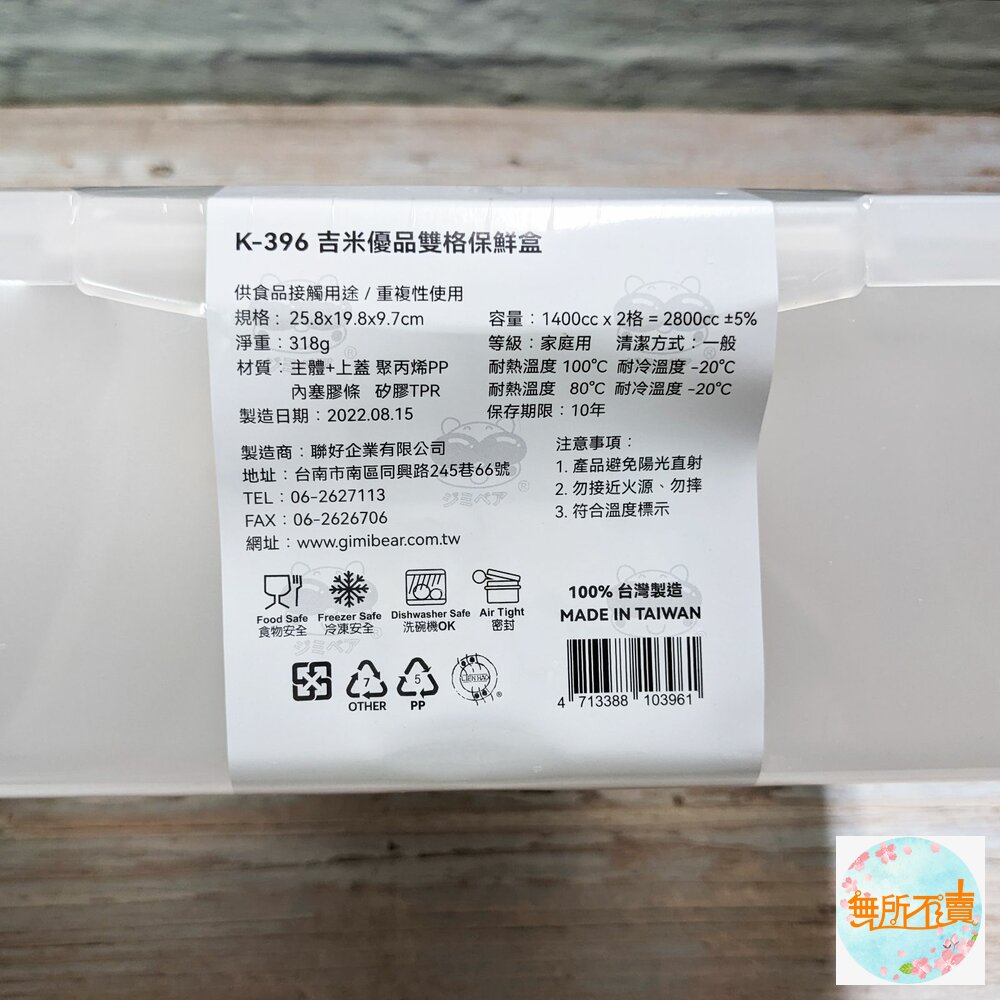 K-396 吉米優品雙格保鮮盒
供食品接觸用途 / 重複性使用
規格：25.8x19.8x9.7cm 容量：1400cc x 2格 = 2800cc ±5%
淨重：318g 等級：家庭用 清潔方式：一般
材質：主體+上蓋 聚丙烯PP 耐熱溫度 100°C 耐冷溫度 -20°C
內塞膠條 矽膠TPR 耐熱溫度 80°C 耐冷溫度 -20°C
製造日期：2022.08.15 保存期限：10年
製造商：聯好企業有限公司
地址：台南市南區同興路245巷66號
TEL：06-2627113
FAX：06-2626706
網址：www.gimibear.com.tw
注意事項：
1. 產品避免陽光直射
2. 勿接近火源、勿摔
3. 符合溫度標示
ジミベア ®
Food Safe Freezer Safe Dishwasher Safe Air Tight
食物安全 冷凍安全 洗碗機OK 密封
ジミベア
100% 台灣製造
MADE IN TAIWAN
7 5 LIEN HAO ®
OTHER PP
4 713388 103961
無所不賣